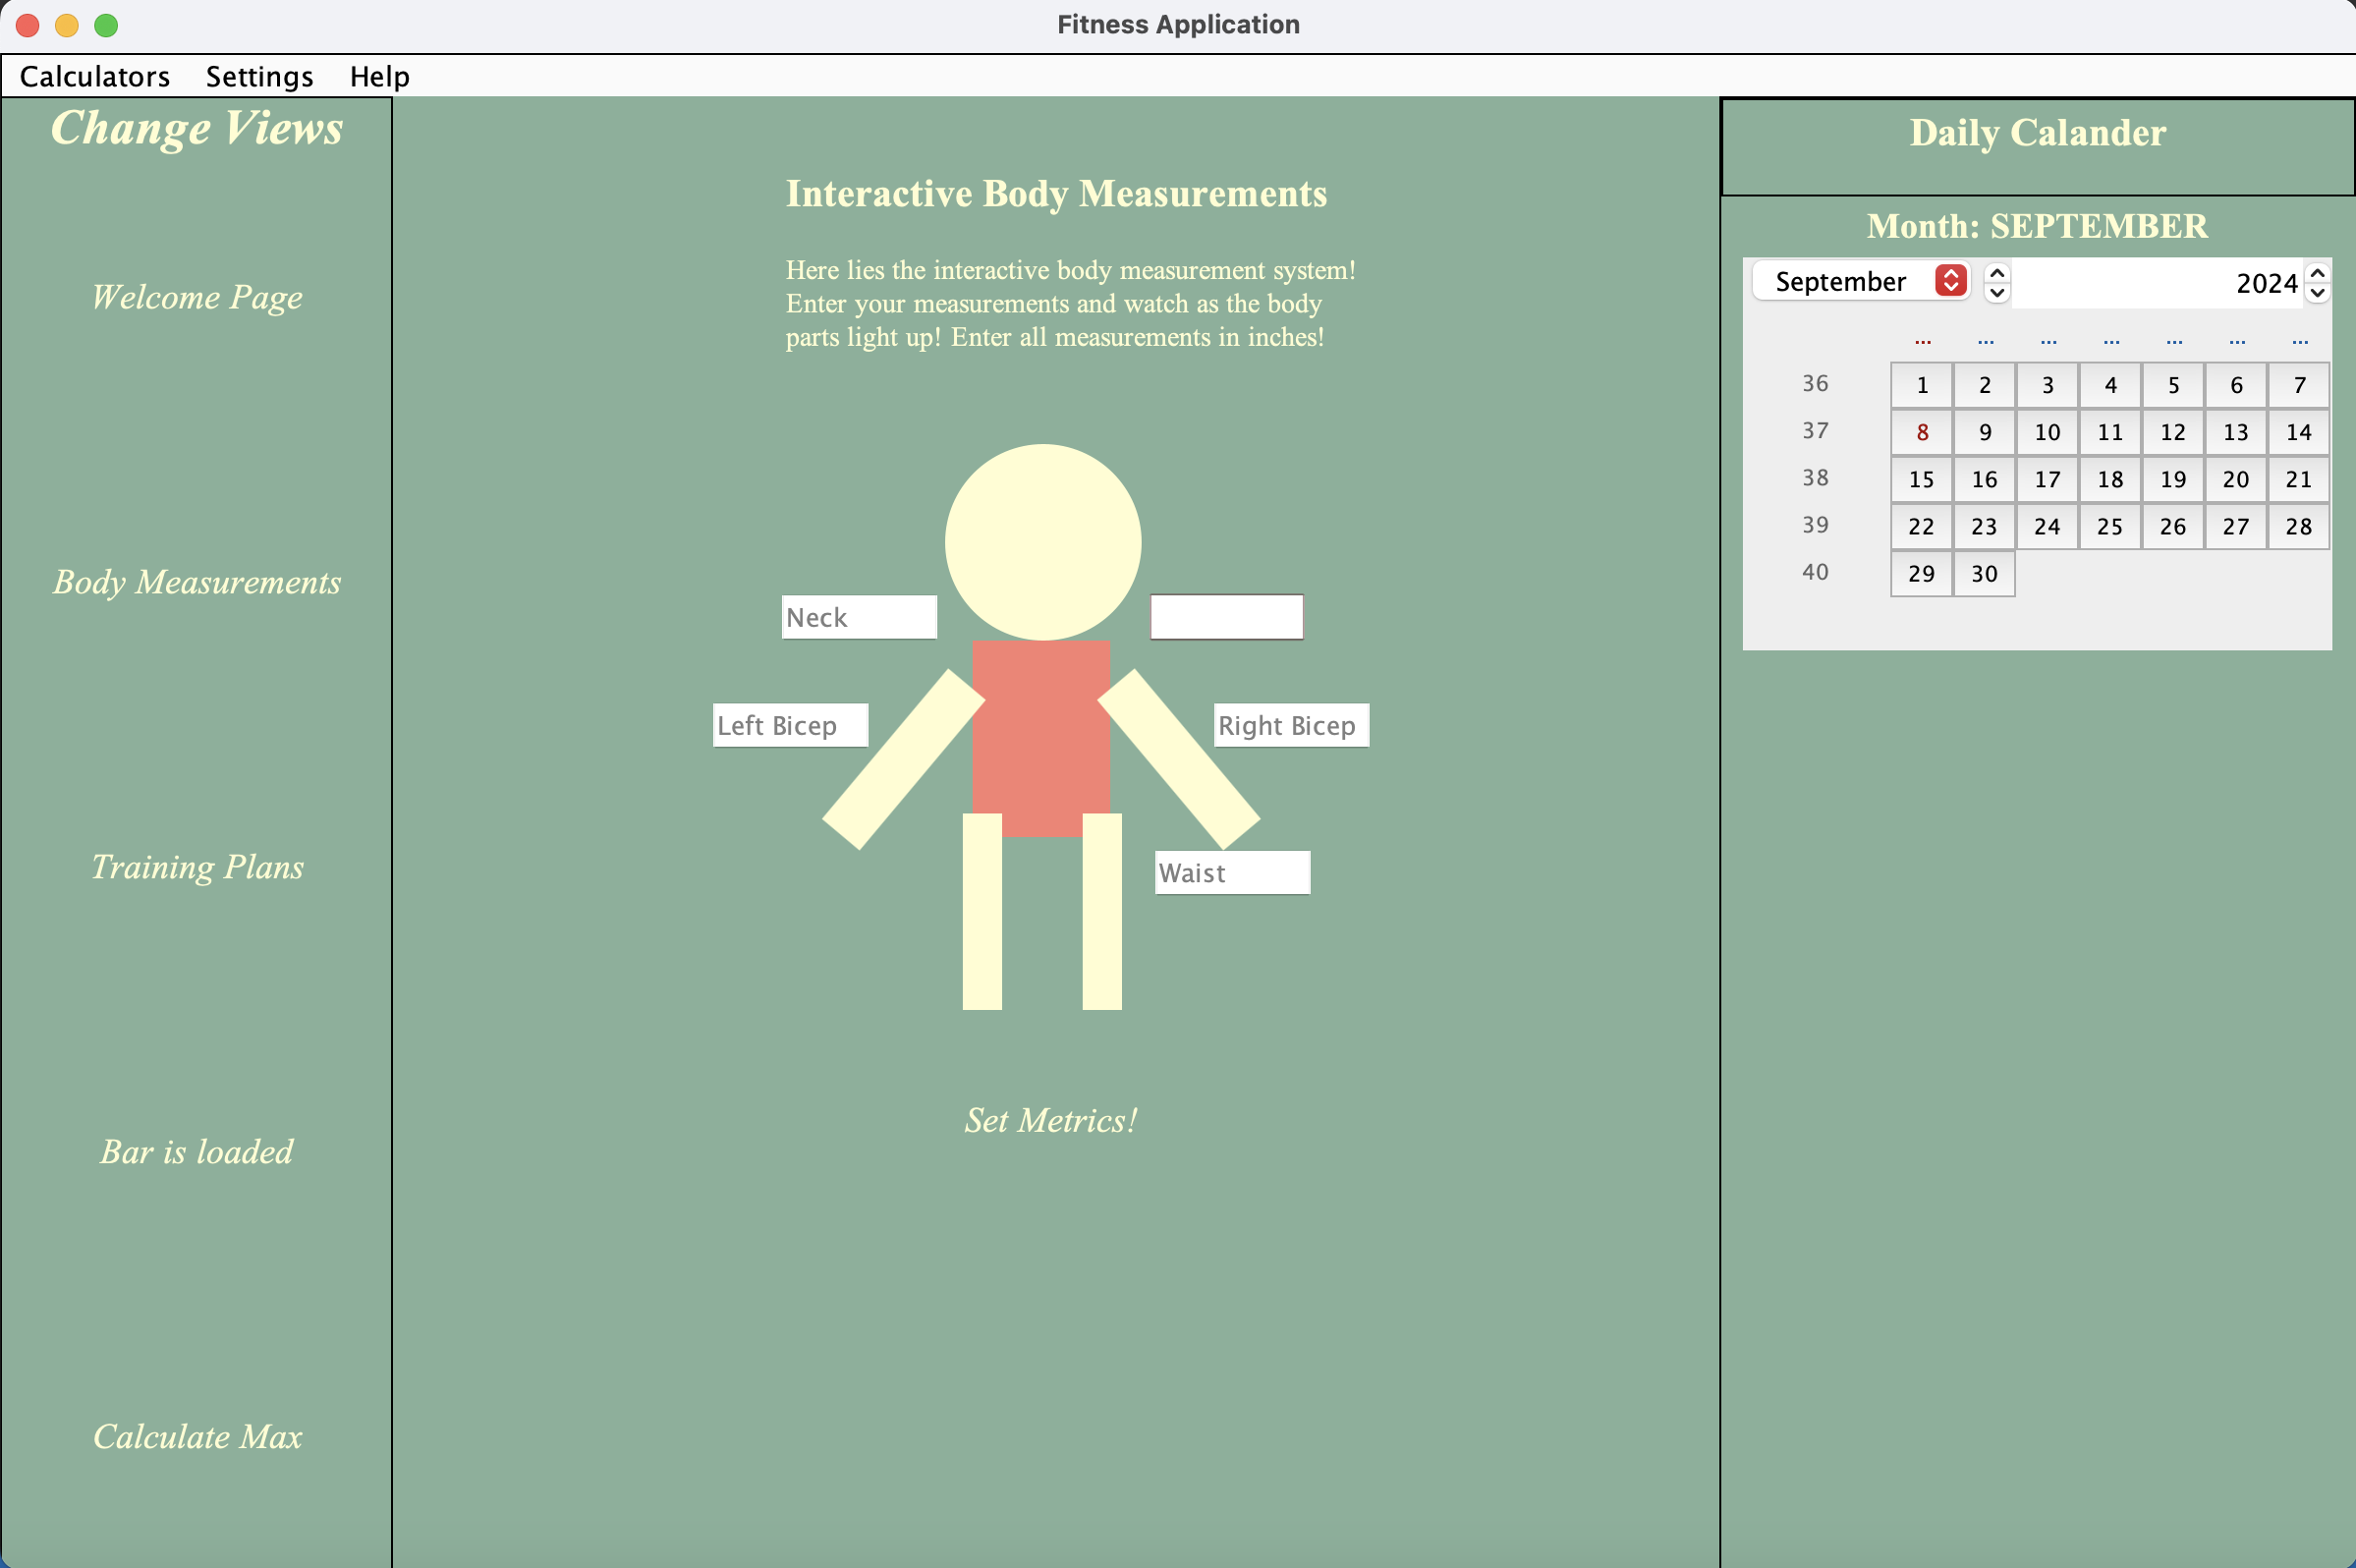 Fitness Application
Calculators Settings Help
Change Views
Welcome Page
Body Measurements
Training Plans
Bar is loaded
Calculate Max
Interactive Body Measurements
Here lies the interactive body measurement system!
Enter your measurements and watch as the body
parts light up! Enter all measurements in inches!
Neck
Left Bicep
Right Bicep
Waist
Set Metrics!
Daily Calander
Month: SEPTEMBER
September 2024
... ... ... ... ... ... ...
36 1 2 3 4 5 6 7
37 8 9 10 11 12 13 14
38 15 16 17 18 19 20 21
39 22 23 24 25 26 27 28
40 29 30